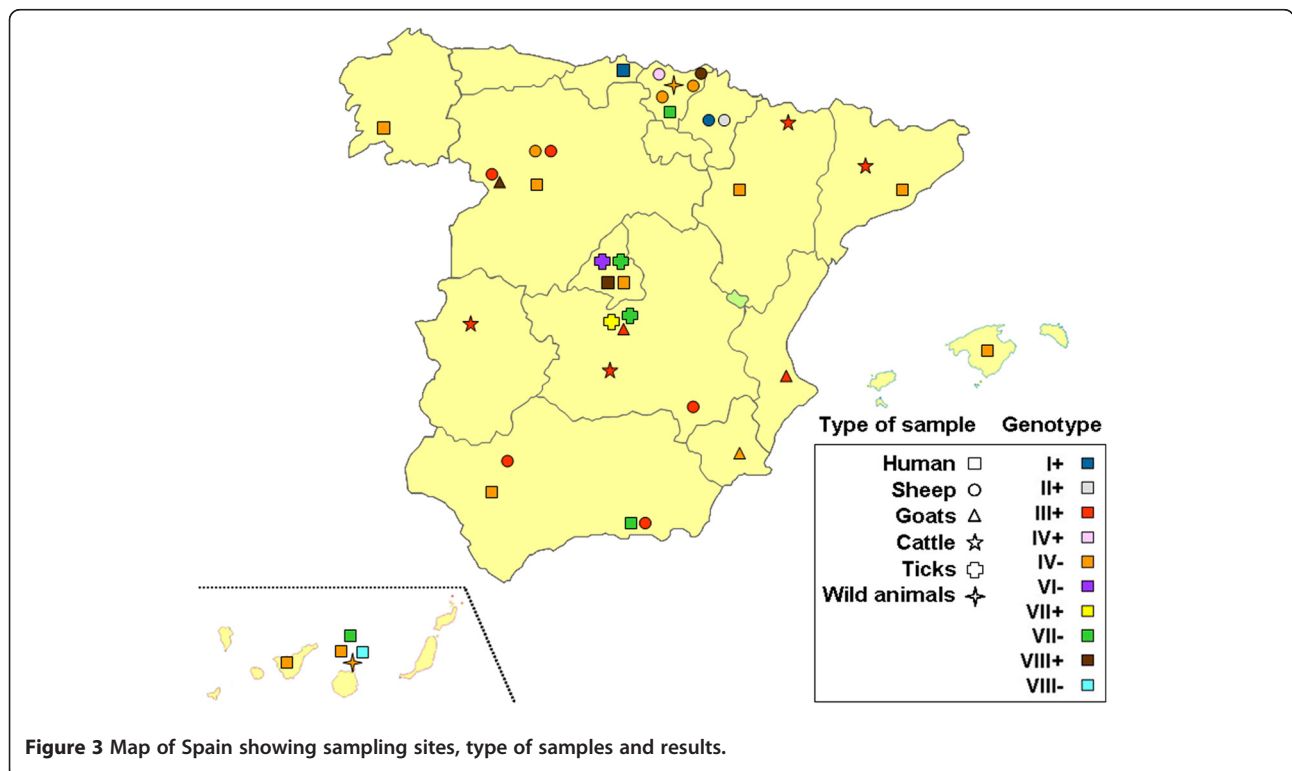 Type of sample Genotype
Human I+
Sheep II+
Goats III+
Cattle IV+
Ticks IV-
Wild animals VI-
VII+
VII-
VIII+
VIII-
Figure 3 Map of Spain showing sampling sites, type of samples and results.